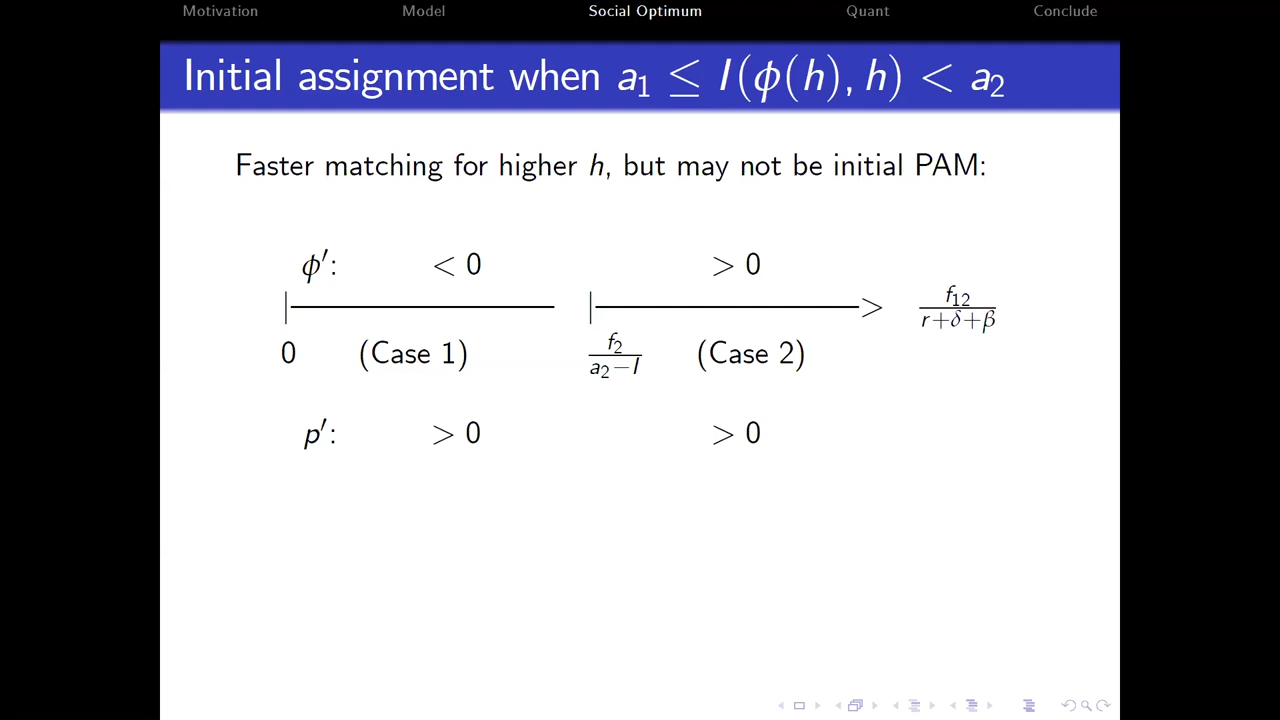 Motivation Model Social Optimum Quant Conclude
Initial assignment when a₁ ≤ I(ϕ(h), h) < a₂
Faster matching for higher h, but may not be initial PAM:
ϕ′: < 0 > 0
f₁₂/(r+δ+β)
0 (Case 1) f₂/(a₂−I) (Case 2)
p′: > 0 > 0